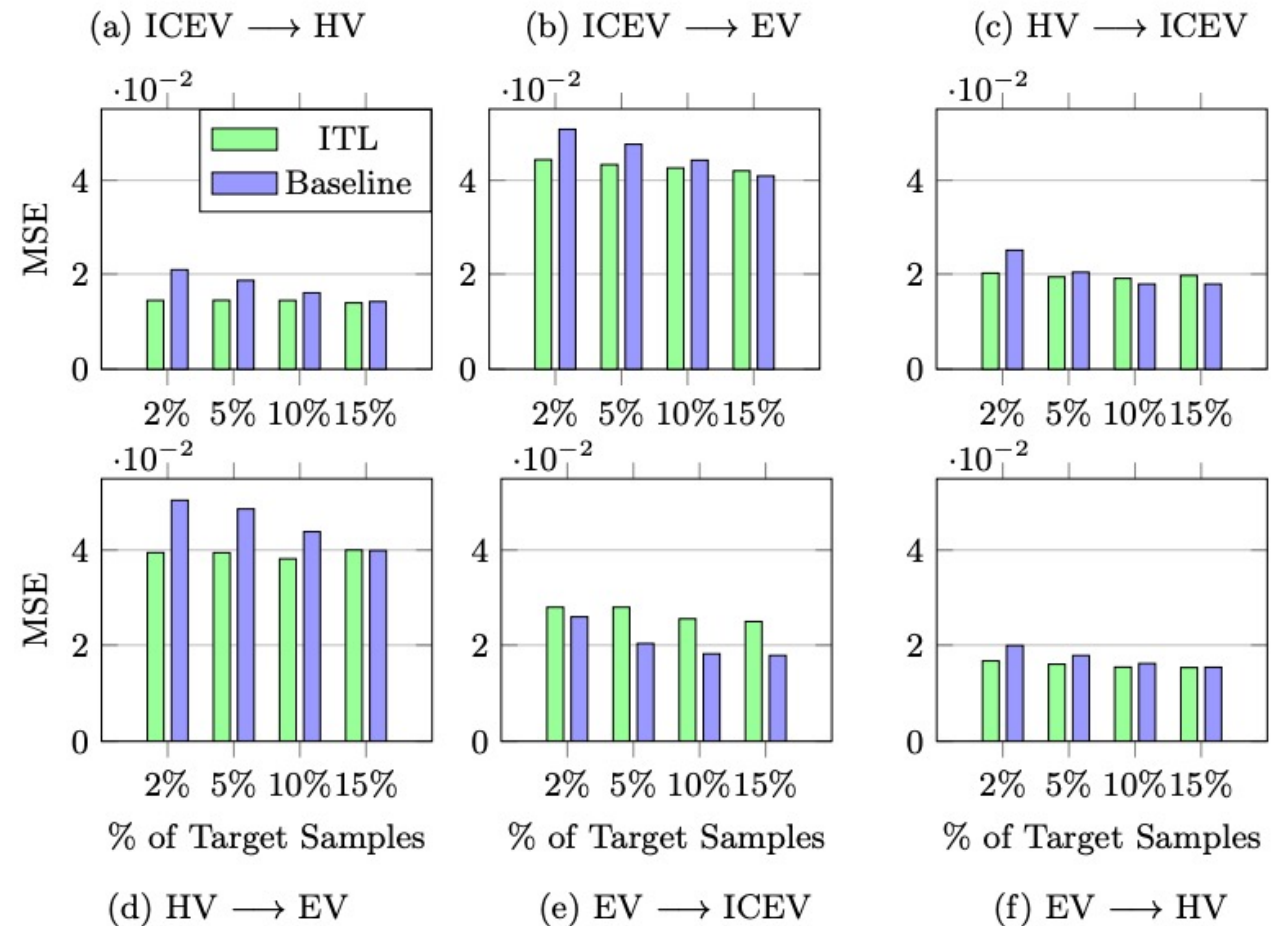 (a) ICEV ⟶ HV
(b) ICEV ⟶ EV
(c) HV ⟶ ICEV
·10⁻²
ITL
Baseline
4
2
0
MSE
2% 5% 10% 15%
·10⁻²
4
2
0
2% 5% 10% 15%
·10⁻²
4
2
0
2% 5% 10% 15%
·10⁻²
4
2
0
MSE
2% 5% 10% 15%
% of Target Samples
·10⁻²
4
2
0
2% 5% 10% 15%
% of Target Samples
·10⁻²
4
2
0
2% 5% 10% 15%
% of Target Samples
(d) HV ⟶ EV
(e) EV ⟶ ICEV
(f) EV ⟶ HV